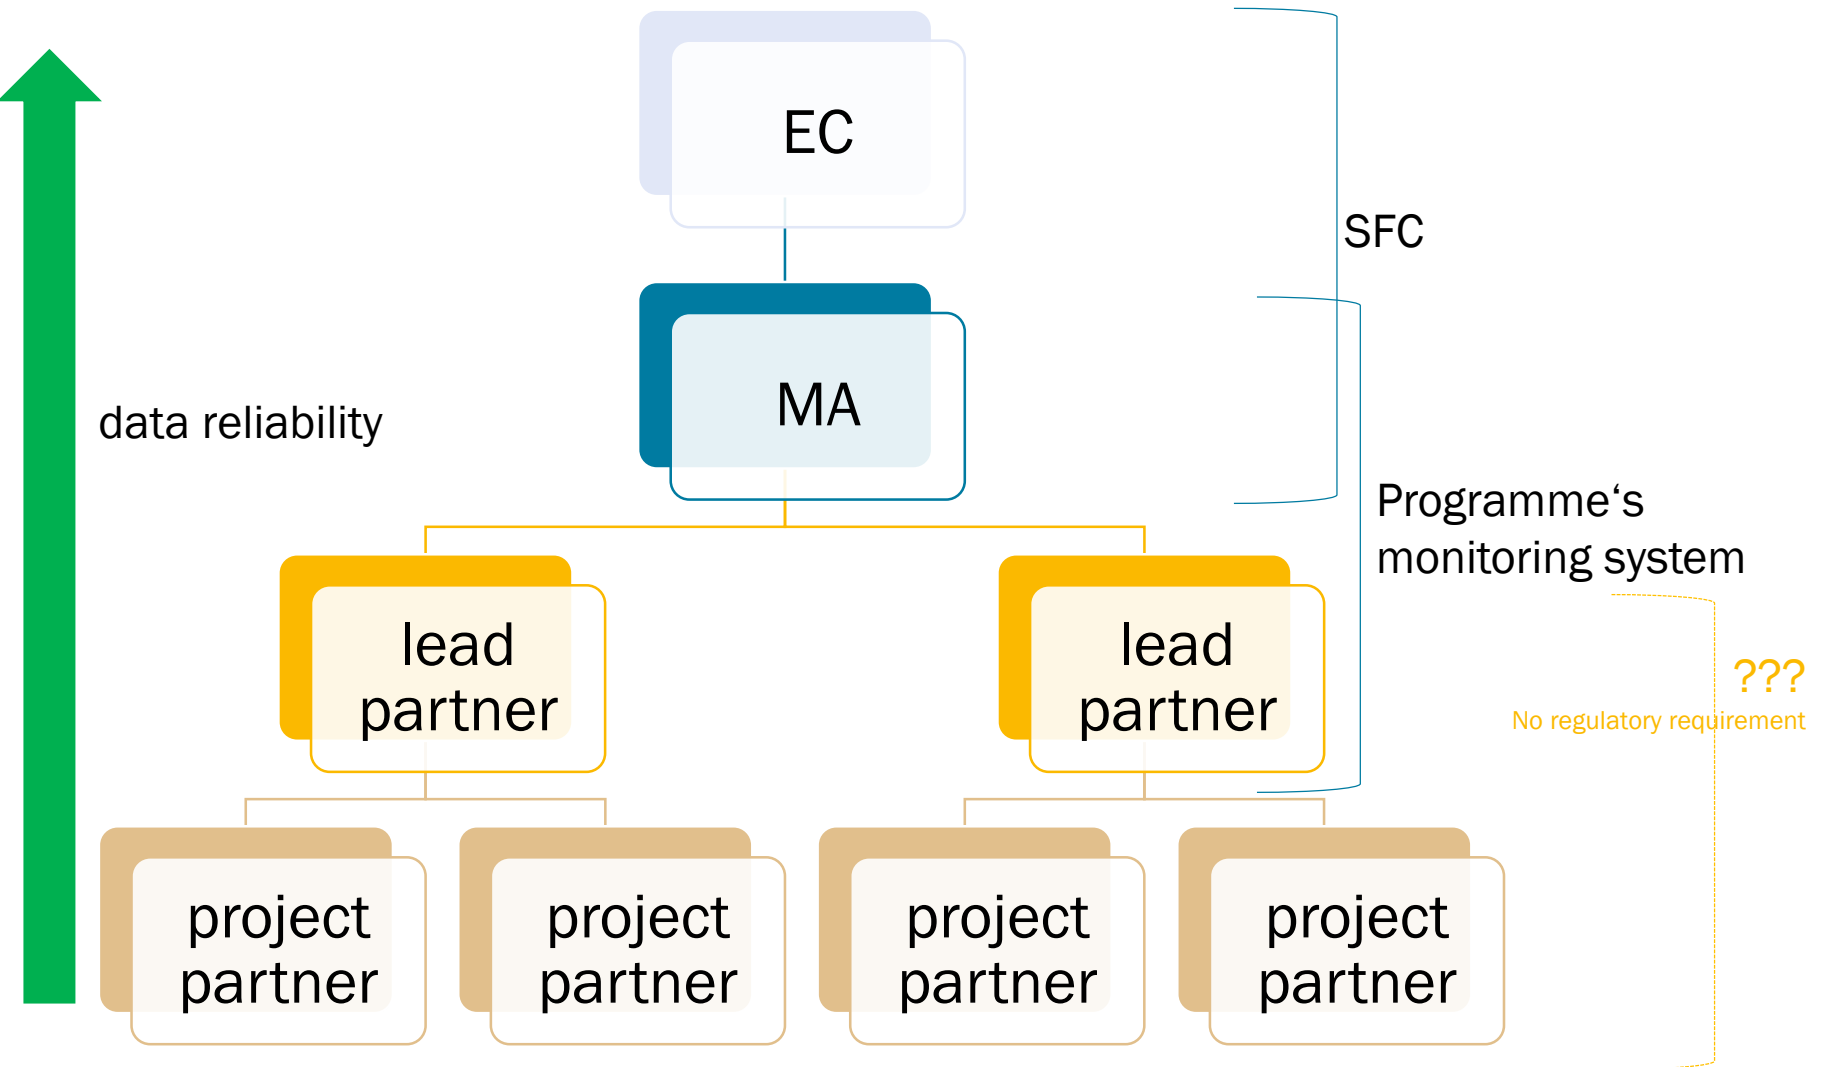 EC
SFC
MA
data reliability
Programme‘s
monitoring system
lead
partner
lead
partner
???
No regulatory requirement
project
partner
project
partner
project
partner
project
partner